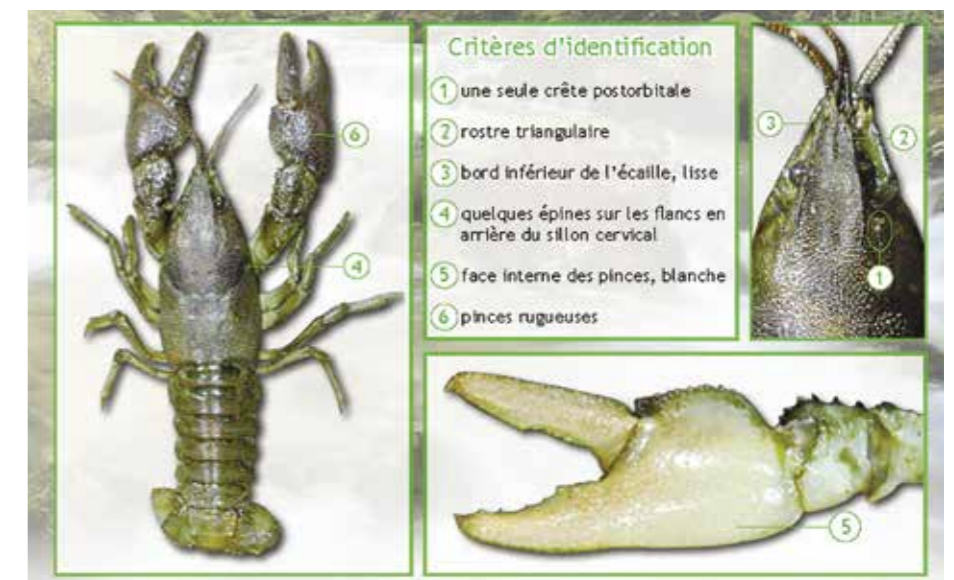 Critères d'identification
1 une seule crête postorbitale
2 rostre triangulaire
3 bord inférieur de l'écaille, lisse
4 quelques épines sur les flancs en
arrière du sillon cervical
5 face interne des pinces, blanche
6 pinces rugueuses
6
4
3
2
1
5